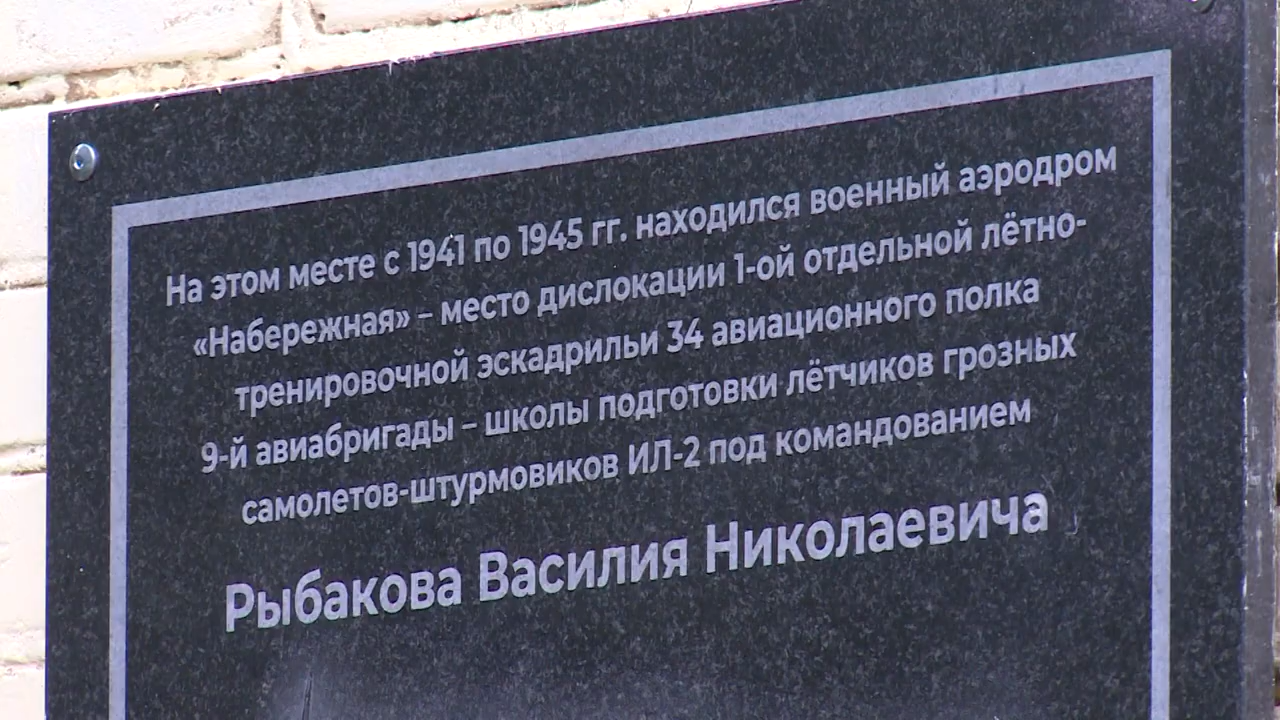 На этом месте с 1941 по 1945 гг. находился военный аэродром
«Набережная» – место дислокации 1-ой отдельной лётно-
тренировочной эскадрильи 34 авиационного полка
9-й авиабригады – школы подготовки лётчиков грозных
самолетов-штурмовиков ИЛ-2 под командованием
Рыбакова Василия Николаевича